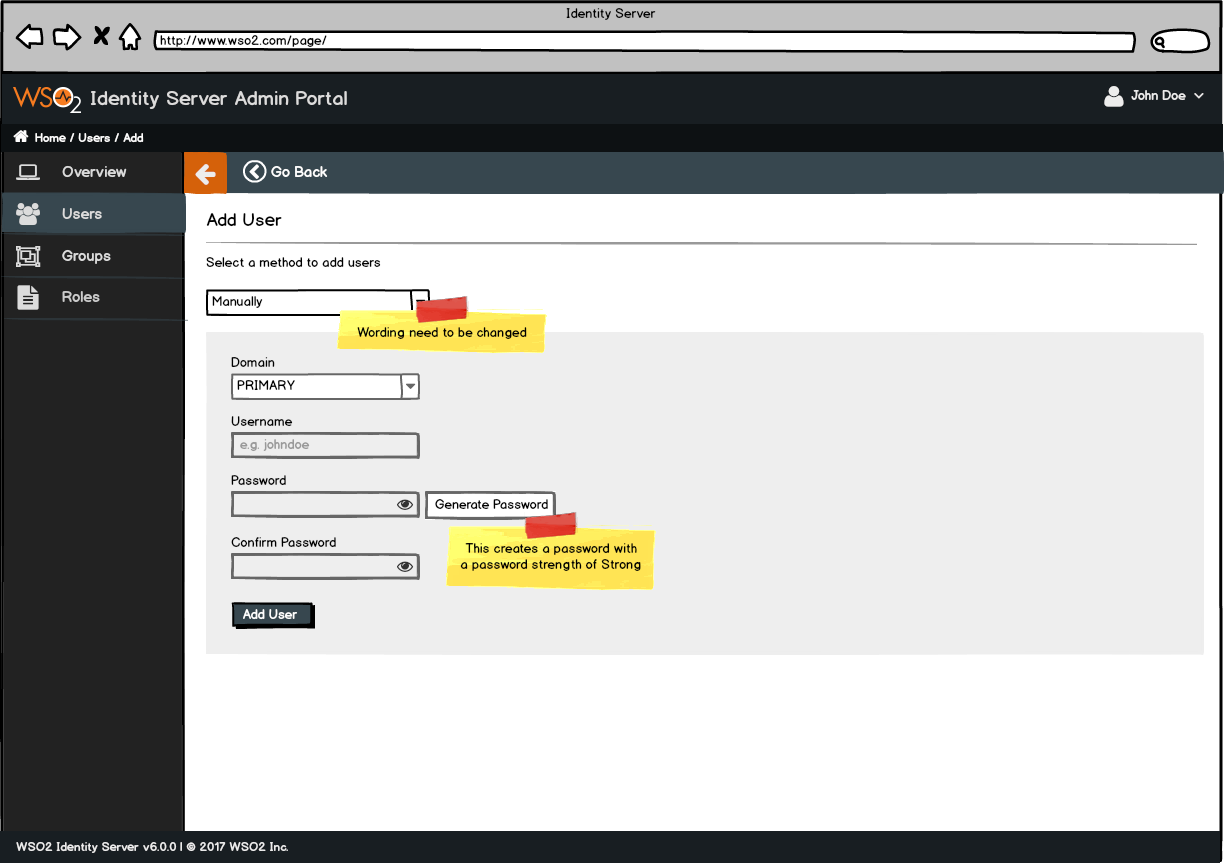 Identity Server
http://www.wso2.com/page/
WSO2 Identity Server Admin Portal
John Doe
Home / Users / Add
Overview
Go Back
Users
Add User
Groups
Select a method to add users
Roles
Manually
Wording need to be changed
Domain
PRIMARY
Username
e.g. johndoe
Password
Generate Password
This creates a password with
a password strength of Strong
Confirm Password
Add User
WSO2 Identity Server v6.0.0 | © 2017 WSO2 Inc.